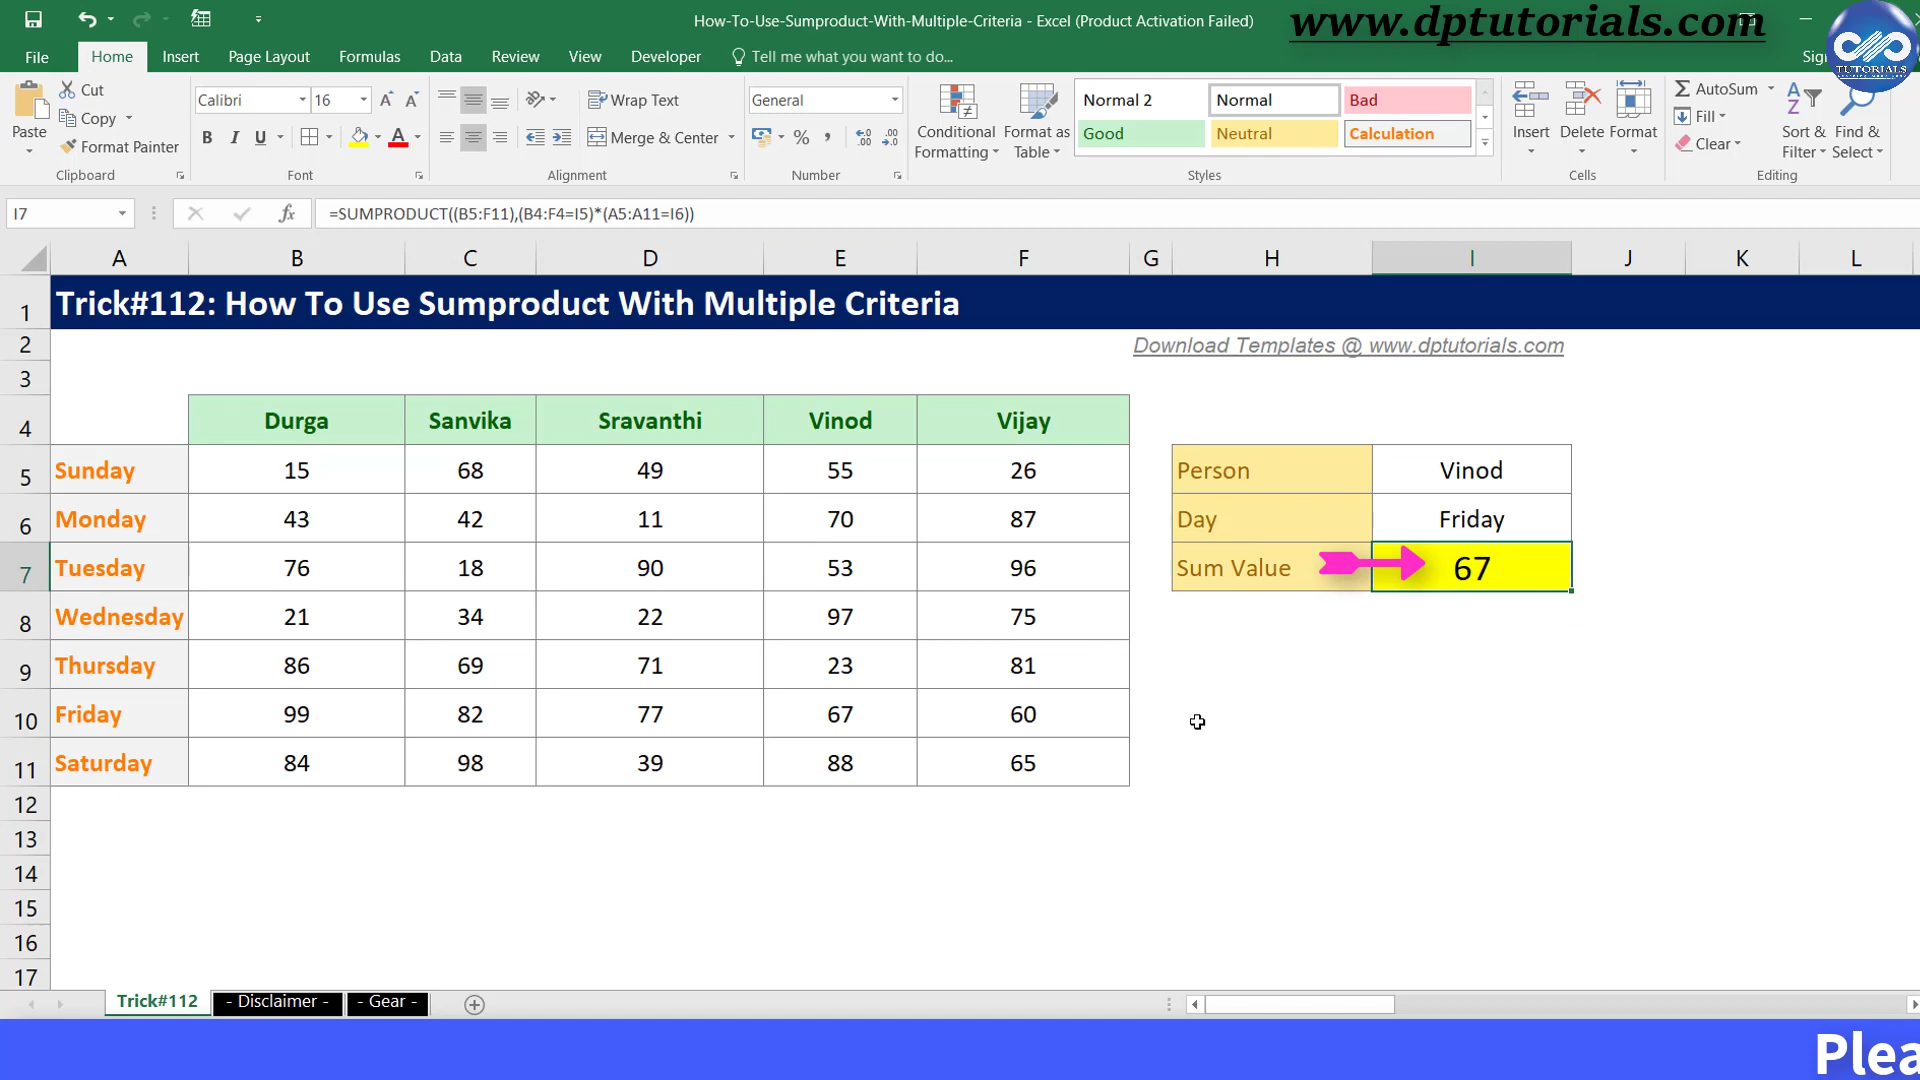 How-To-Use-Sumproduct-With-Multiple-Criteria - Excel (Product Activation Failed)
www.dptutorials.com
File Home Insert Page Layout Formulas Data Review View Developer Tell me what you want to do...
TUTORIALS
Paste
Cut
Copy
Format Painter
Clipboard
Calibri 16
B I U A
Font
Wrap Text
Merge & Center
Alignment
General
% ,
Number
Conditional Formatting
Format as Table
Normal 2 Normal Bad
Good Neutral Calculation
Styles
Insert Delete Format
Cells
AutoSum
Fill
Clear
Sort & Filter
Find & Select
Editing
I7 fx =SUMPRODUCT((B5:F11),(B4:F4=I5)*(A5:A11=I6))
A B C D E F G H I J K L
1 Trick#112: How To Use Sumproduct With Multiple Criteria
2 Download Templates @ www.dptutorials.com
3
4 Durga Sanvika Sravanthi Vinod Vijay
5 Sunday 15 68 49 55 26 Person Vinod
6 Monday 43 42 11 70 87 Day Friday
7 Tuesday 76 18 90 53 96 Sum Value 67
8 Wednesday 21 34 22 97 75
9 Thursday 86 69 71 23 81
10 Friday 99 82 77 67 60
11 Saturday 84 98 39 88 65
12
13
14
15
16
17
Trick#112 - Disclaimer - - Gear -